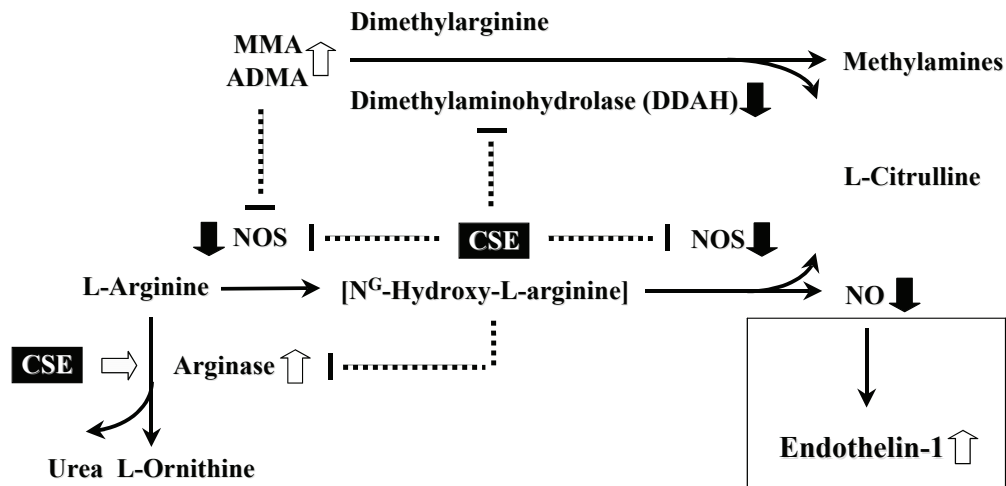 Dimethylarginine
MMA
ADMA
Methylamines
Dimethylaminohydrolase (DDAH)
L-Citrulline
NOS
CSE
NOS
L-Arginine
[Nᴳ-Hydroxy-L-arginine]
NO
CSE
Arginase
Endothelin-1
Urea L-Ornithine